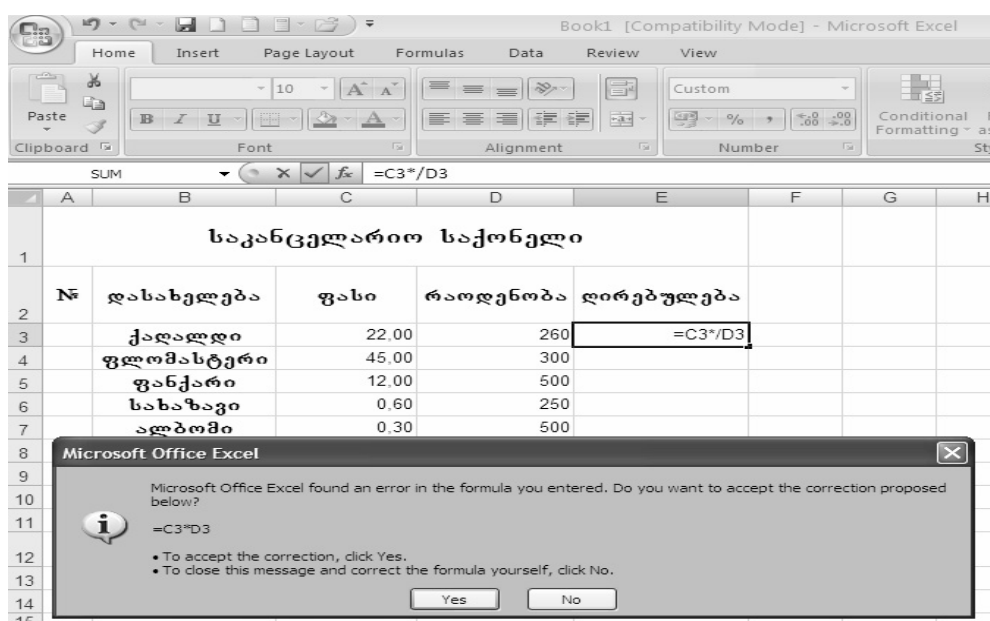 Book1 [Compatibility Mode] - Microsoft Excel
Home Insert Page Layout Formulas Data Review View
10 A A Custom
Paste B I U A % , Conditional
Formatting
Clipboard Font Alignment Number
SUM fx =C3*/D3
A B C D E F G H
1 საკანცელარიო საქონელი
2 № დასახელება ფასი რაოდენობა ღირებულება
3 ქაღალდი 22,00 260 =C3*/D3
4 ფლომასტერი 45,00 300
5 ფანქარი 12,00 500
6 სახაზავი 0,60 250
7 ალბომი 0,30 500
8 Microsoft Office Excel
9
Microsoft Office Excel found an error in the formula you entered. Do you want to accept the correction proposed
10 below?
11 =C3*D3
12 • To accept the correction, click Yes.
13 • To close this message and correct the formula yourself, click No.
14 Yes No